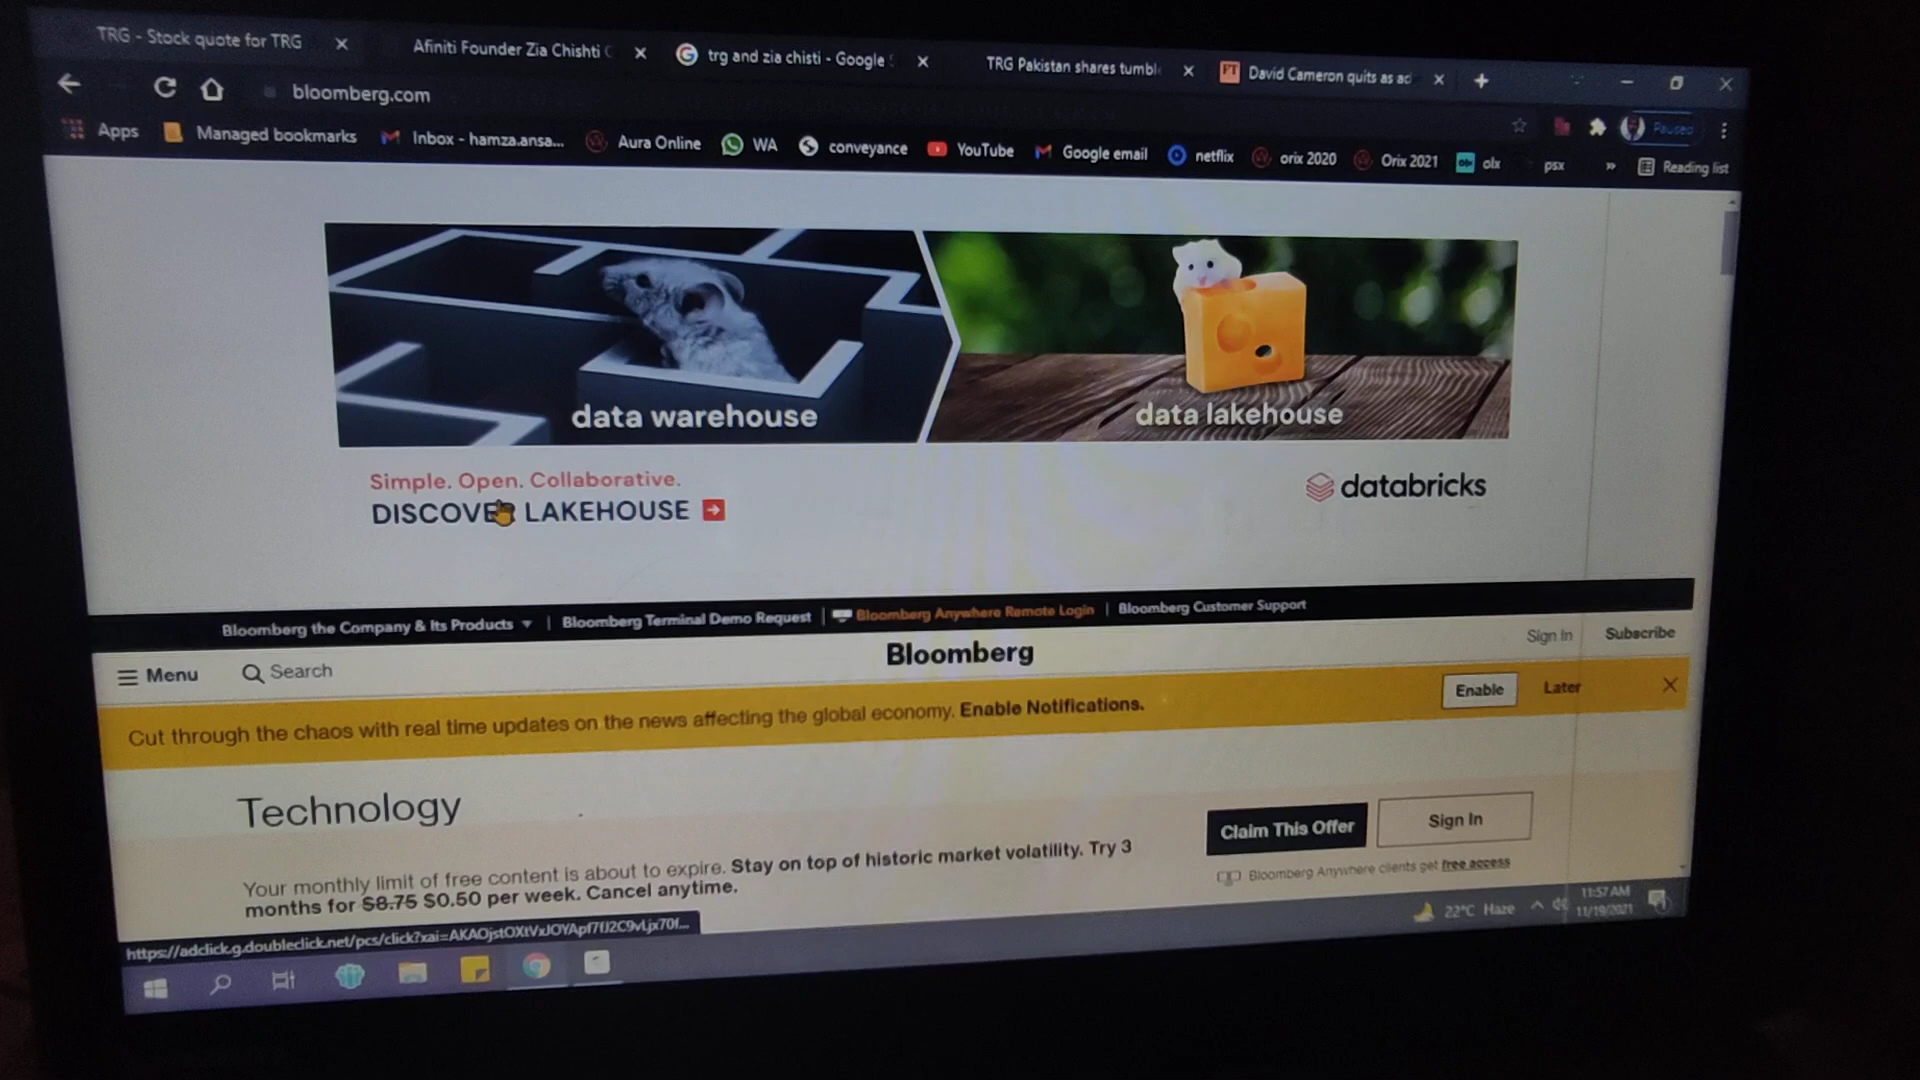 TRG - Stock quote for TRG
Afiniti Founder Zia Chishti
trg and zia chisti - Google
TRG Pakistan shares tumbl
FT David Cameron quits as ad
bloomberg.com
Paused
Apps
Managed bookmarks
Inbox - hamza.ansa...
Aura Online
WA
conveyance
YouTube
Google email
netflix
orix 2020
Orix 2021
olx
psx
»
Reading list
data warehouse
data lakehouse
Simple. Open. Collaborative.
DISCOVER LAKEHOUSE
databricks
Bloomberg the Company & Its Products | Bloomberg Terminal Demo Request | Bloomberg Anywhere Remote Login | Bloomberg Customer Support
Menu
Search
Bloomberg
Sign In
Subscribe
Cut through the chaos with real time updates on the news affecting the global economy. Enable Notifications.
Enable
Later
Technology
Your monthly limit of free content is about to expire. Stay on top of historic market volatility. Try 3
months for $8.75 $0.50 per week. Cancel anytime.
Claim This Offer
Sign In
Bloomberg Anywhere clients get free access
22°C Haze
11:57 AM
11/19/2021